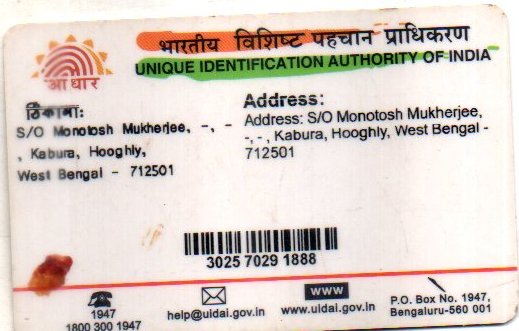 भारतीय विशिष्ट पहचान प्राधिकरण
UNIQUE IDENTIFICATION AUTHORITY OF INDIA
आधार
ठिकाना:
S/O Monotosh Mukherjee, -, -
, Kabura, Hooghly,
West Bengal - 712501
Address:
Address: S/O Monotosh Mukherjee,
-, - , Kabura, Hooghly, West Bengal -
712501
3025 7029 1888
1947
1800 300 1947
help@uidai.gov.in
www
www.uidai.gov.in
P.O. Box No. 1947,
Bengaluru-560 001